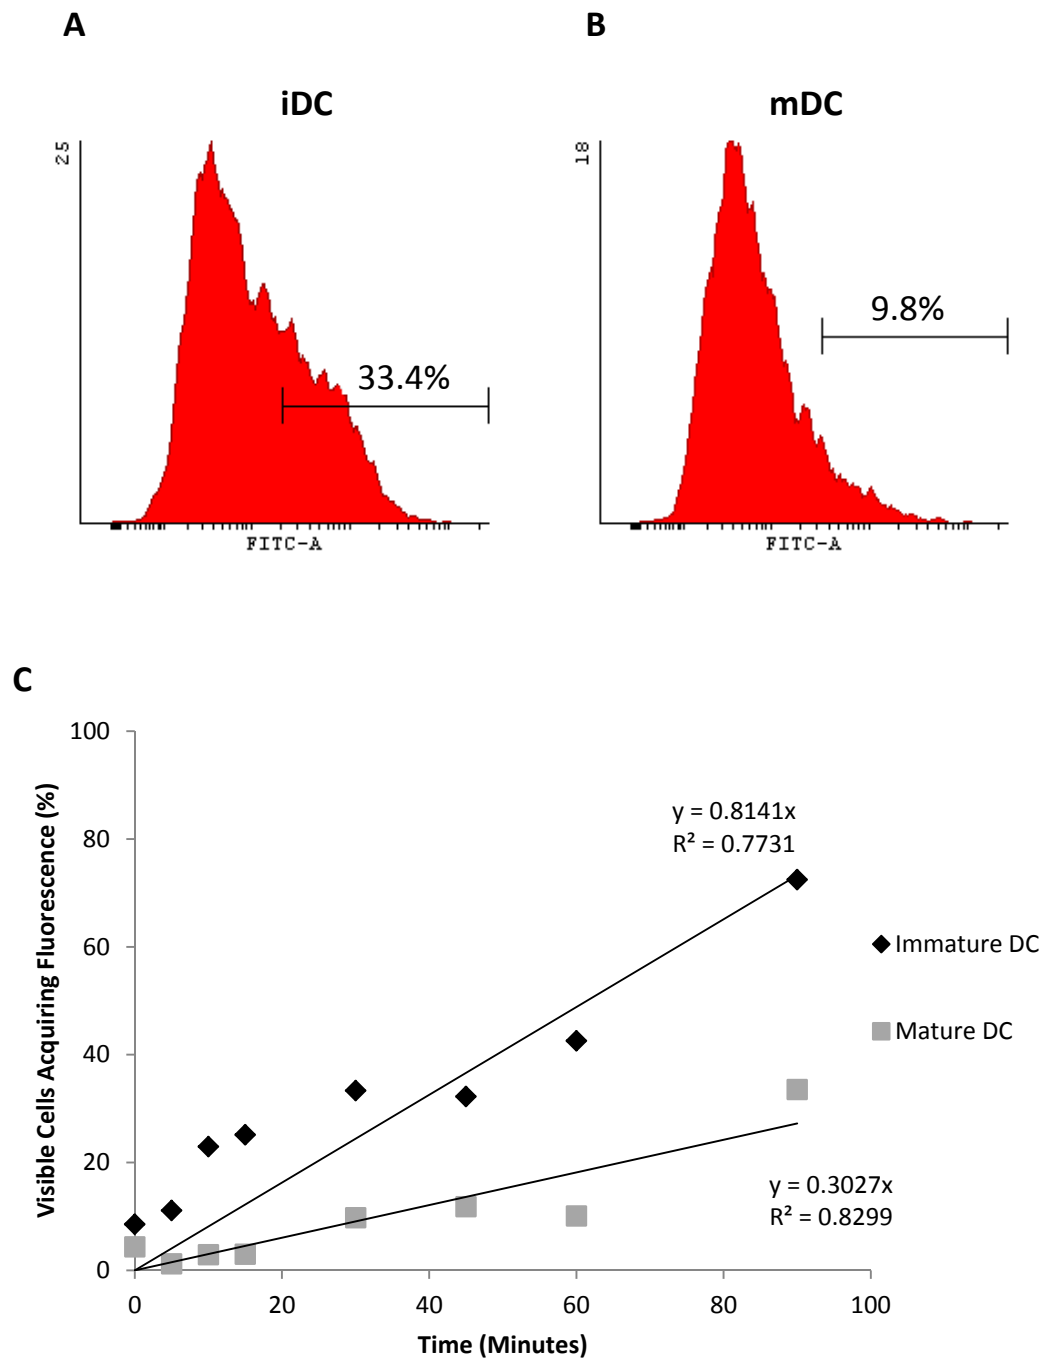 A
B
iDC
mDC
25
18
33.4%
9.8%
FITC-A
FITC-A
C
100
80
60
40
20
0
Visible Cells Acquiring Fluorescence (%)
y = 0.8141x
R² = 0.7731
Immature DC
Mature DC
y = 0.3027x
R² = 0.8299
0
20
40
60
80
100
Time (Minutes)